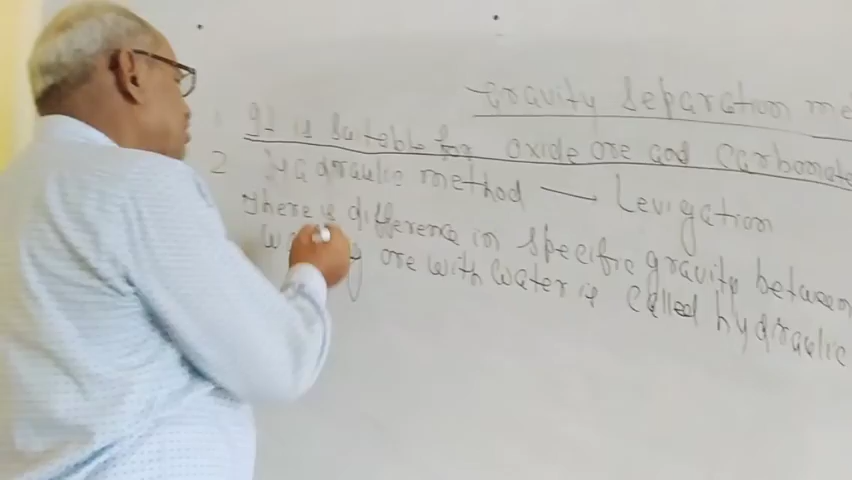 Gravity Separation me
1 It is Suitable for oxide ore and Carbonate
2 Hydraulic method → Levigation
There is difference in specific gravity between
ore with water is called hydraulic